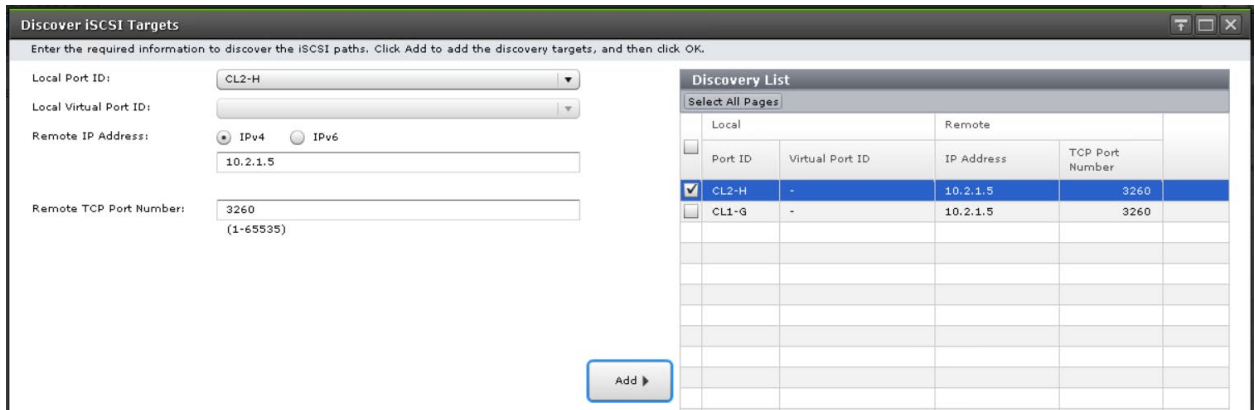 Discover iSCSI Targets
Enter the required information to discover the iSCSI paths. Click Add to add the discovery targets, and then click OK.
Local Port ID:
CL2-H
Local Virtual Port ID:
Remote IP Address:
IPv4
IPv6
10.2.1.5
Remote TCP Port Number:
3260
(1-65535)
Add
Discovery List
Select All Pages
Local Remote
Port ID Virtual Port ID IP Address TCP Port
Number
CL2-H - 10.2.1.5 3260
CL1-G - 10.2.1.5 3260